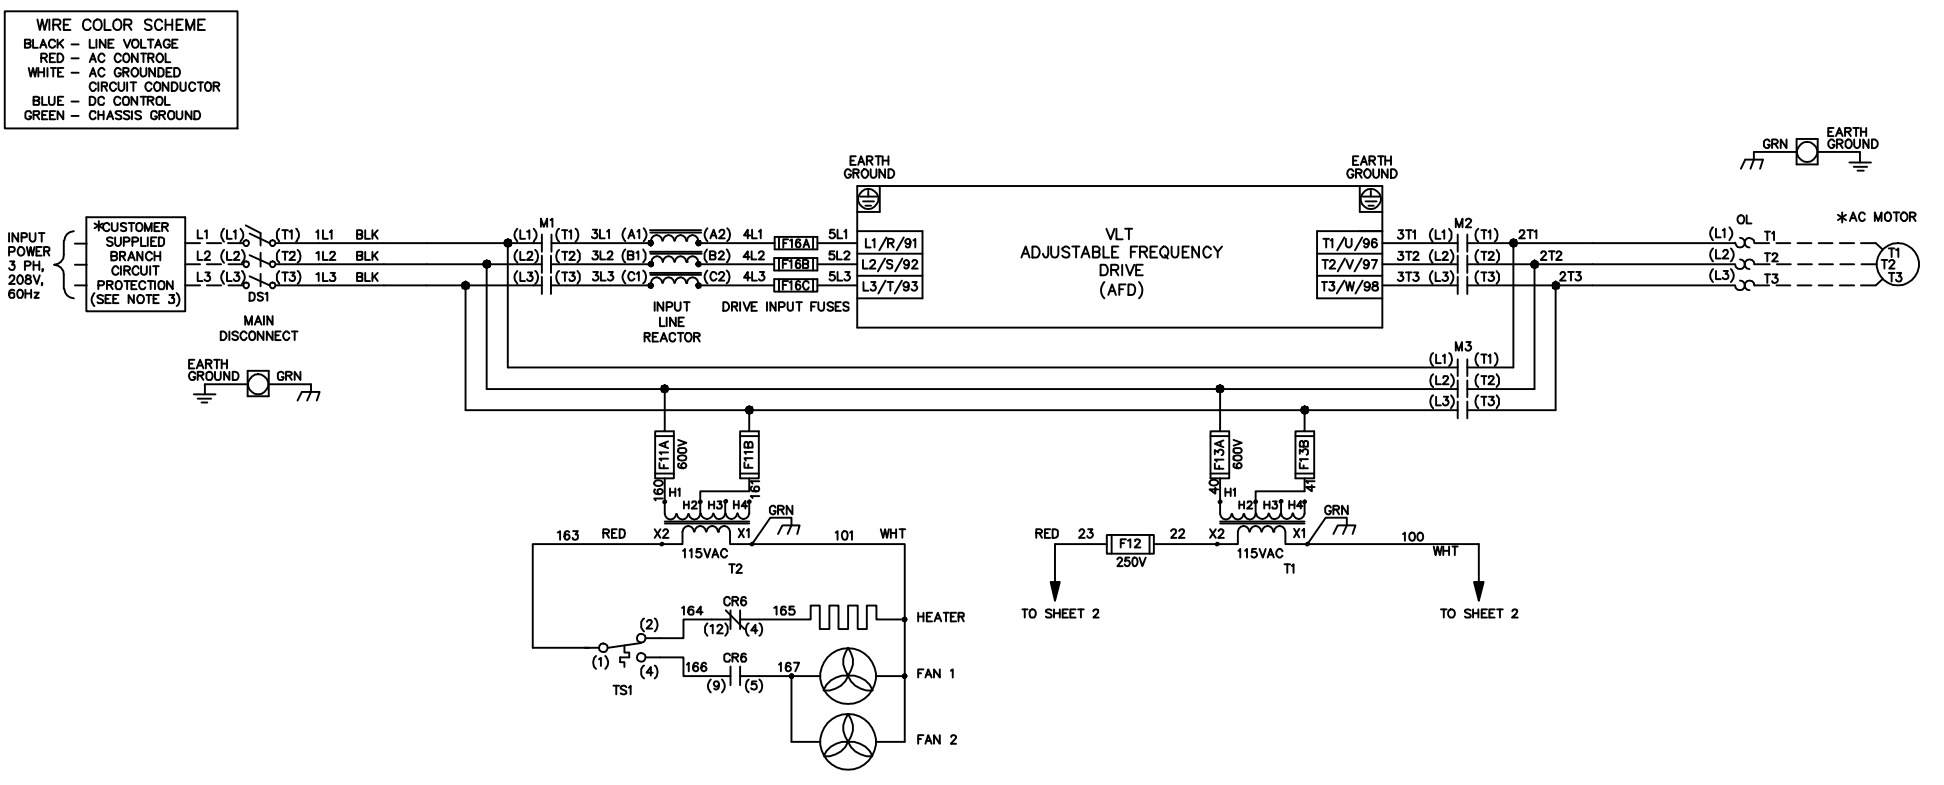 WIRE COLOR SCHEME
BLACK - LINE VOLTAGE
RED - AC CONTROL
WHITE - AC GROUNDED
CIRCUIT CONDUCTOR
BLUE - DC CONTROL
GREEN - CHASSIS GROUND
INPUT
POWER
3 PH,
208V,
60Hz
*CUSTOMER
SUPPLIED
BRANCH
CIRCUIT
PROTECTION
(SEE NOTE 3)
L1 (L1) (T1) 1L1 BLK
L2 (L2) (T2) 1L2 BLK
L3 (L3) (T3) 1L3 BLK
DS1
MAIN
DISCONNECT
EARTH
GROUND
GRN
M1
(L1) (T1) 3L1 (A1) (A2) 4L1 F16A 5L1
(L2) (T2) 3L2 (B1) (B2) 4L2 F16B 5L2
(L3) (T3) 3L3 (C1) (C2) 4L3 F16C 5L3
INPUT
LINE
REACTOR
DRIVE INPUT FUSES
EARTH
GROUND
L1/R/91
L2/S/92
L3/T/93
VLT
ADJUSTABLE FREQUENCY
DRIVE
(AFD)
EARTH
GROUND
T1/U/96
T2/V/97
T3/W/98
M2
3T1 (L1) (T1) 2T1
3T2 (L2) (T2) 2T2
3T3 (L3) (T3) 2T3
M3
(L1) (T1)
(L2) (T2)
(L3) (T3)
GRN
EARTH
GROUND
OL
*AC MOTOR
(L1) T1
(L2) T2
(L3) T3
T1
T2
T3
F11A
600V
F11B
160
161
H1
H2 H3 H4
GRN
163 RED X2 X1 101 WHT
115VAC
T2
164 CR6 165
(12) (4)
HEATER
(2)
(1)
(4)
TS1
166 CR6 167
(9) (5)
FAN 1
FAN 2
F13A
600V
F13B
40
41
H1
H2 H3 H4
GRN
RED 23 F12 22 X2 X1 100
WHT
250V
115VAC
T1
TO SHEET 2
TO SHEET 2